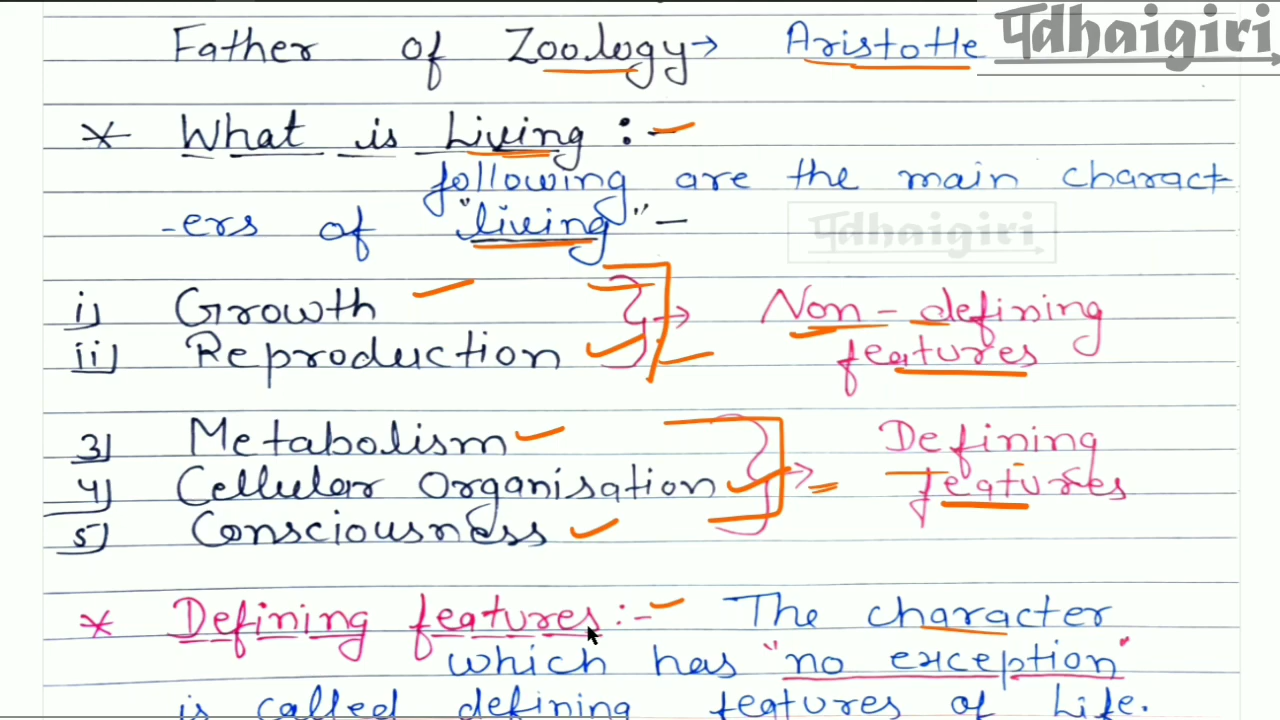 पdhaigiri
Father of Zoology → Aristotle
* What is Living :-
following are the main charact-
-ers of "living" -
पdhaigiri
i) Growth
ii) Reproduction
→ Non-defining
features
3) Metabolism
4) Cellular Organisation
5) Consciousness
→ Defining
features
* Defining features :- The character
which has "no exception"
is called defining features of Life.